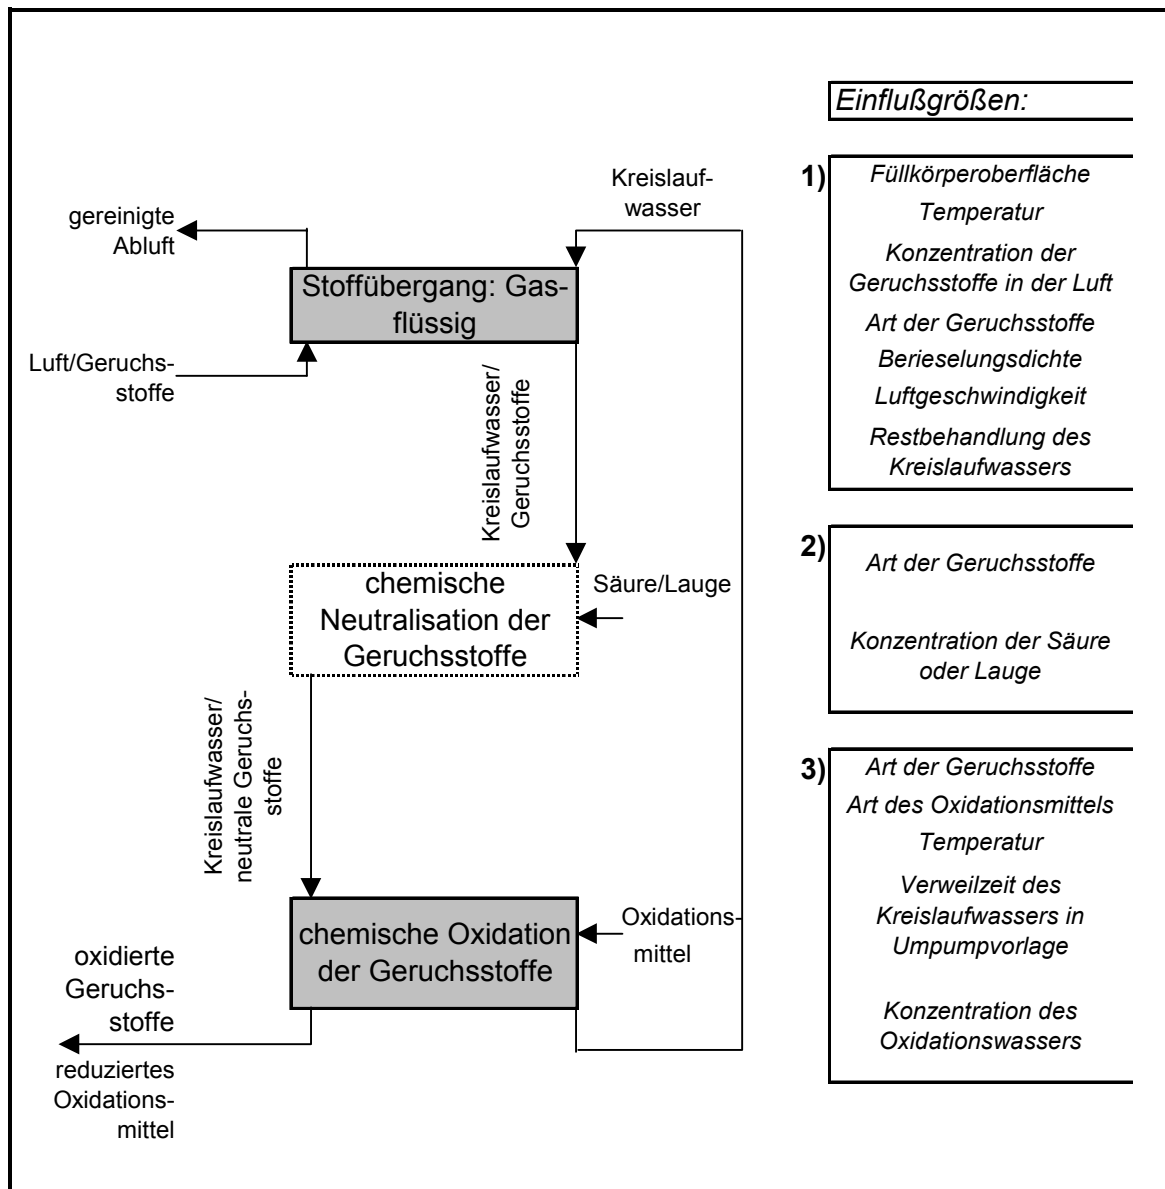 Einflußgrößen:
Kreislauf-
wasser
gereinigte
Abluft
Stoffübergang: Gas-
flüssig
Luft/Geruchs-
stoffe
Kreislaufwasser/
Geruchsstoffe
chemische
Neutralisation der
Geruchsstoffe
Säure/Lauge
Kreislaufwasser/
neutrale Geruchs-
stoffe
chemische Oxidation
der Geruchsstoffe
Oxidations-
mittel
oxidierte
Geruchs-
stoffe
reduziertes
Oxidations-
mittel
1)
Füllkörperoberfläche
Temperatur
Konzentration der
Geruchsstoffe in der Luft
Art der Geruchsstoffe
Berieselungsdichte
Luftgeschwindigkeit
Restbehandlung des
Kreislaufwassers
2)
Art der Geruchsstoffe
Konzentration der Säure
oder Lauge
3)
Art der Geruchsstoffe
Art des Oxidationsmittels
Temperatur
Verweilzeit des
Kreislaufwassers in
Umpumpvorlage
Konzentration des
Oxidationswassers